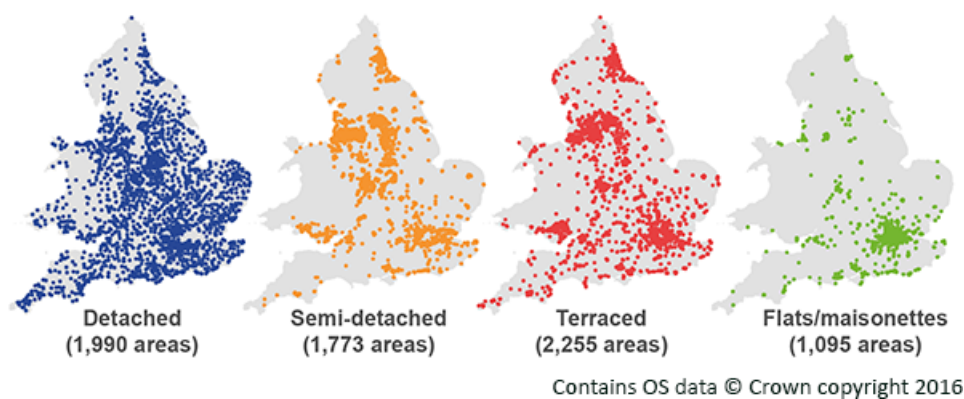 Detached
(1,990 areas)
Semi-detached
(1,773 areas)
Terraced
(2,255 areas)
Flats/maisonettes
(1,095 areas)
Contains OS data © Crown copyright 2016